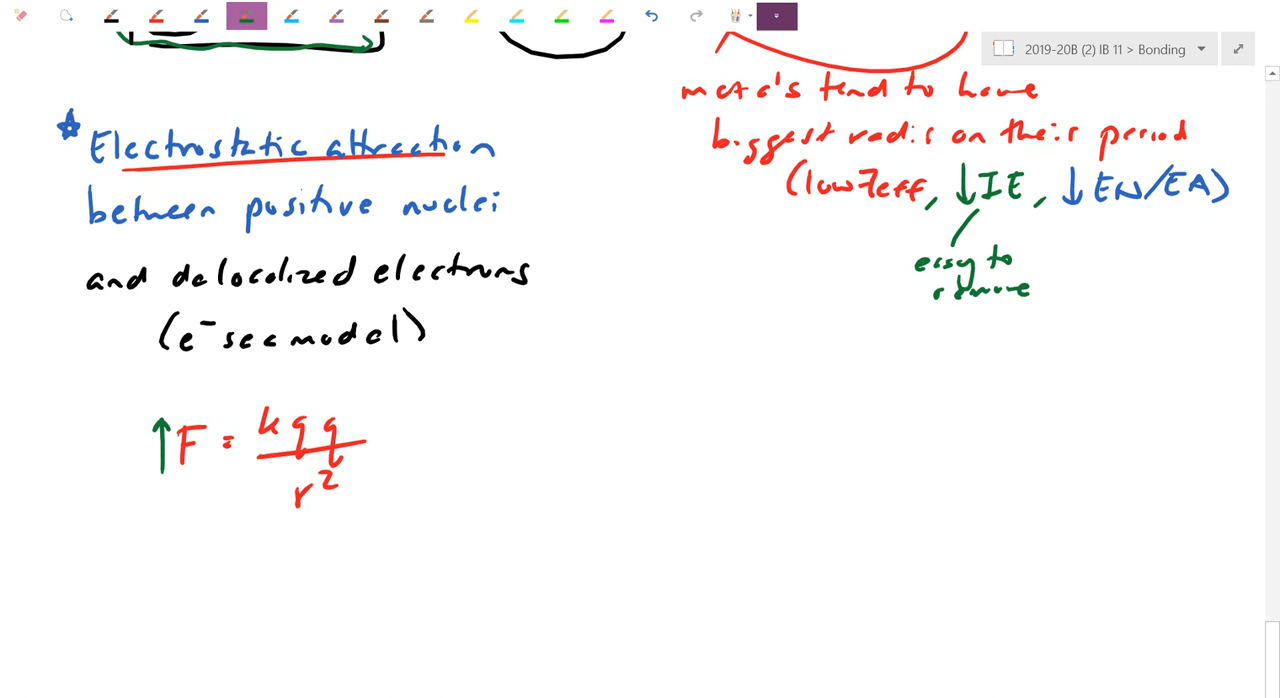 2019-20B (2) IB 11 > Bonding
metals tend to have
biggest radii on their period
(low Zeff, ↓IE, ↓EN/EA)
easy to
remove
Electrostatic attraction
between positive nuclei
and delocalized electrons
(e⁻ sea model)
↑F = kqq/r²